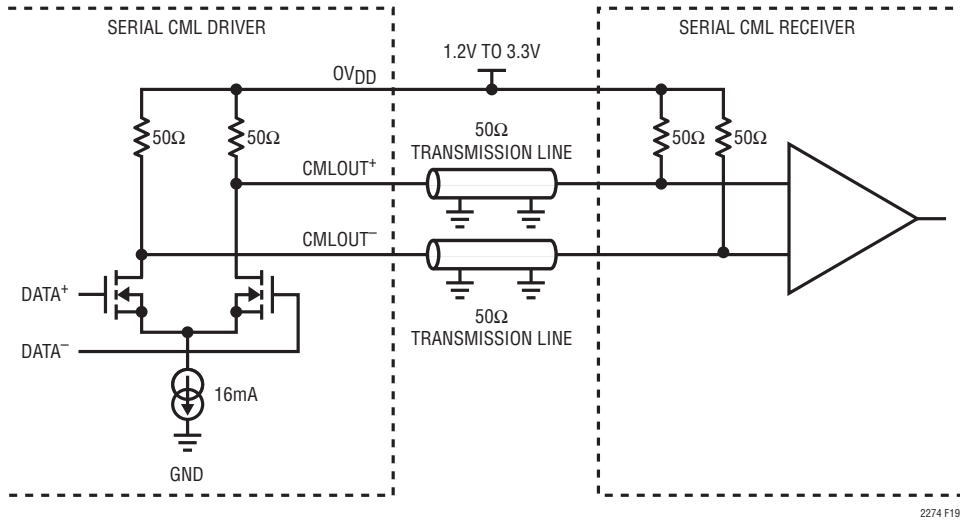 SERIAL CML DRIVER
SERIAL CML RECEIVER
1.2V TO 3.3V
OVDD
50Ω
50Ω
50Ω
TRANSMISSION LINE
50Ω
50Ω
CMLOUT+
CMLOUT–
DATA+
DATA–
50Ω
TRANSMISSION LINE
16mA
GND
2274 F19